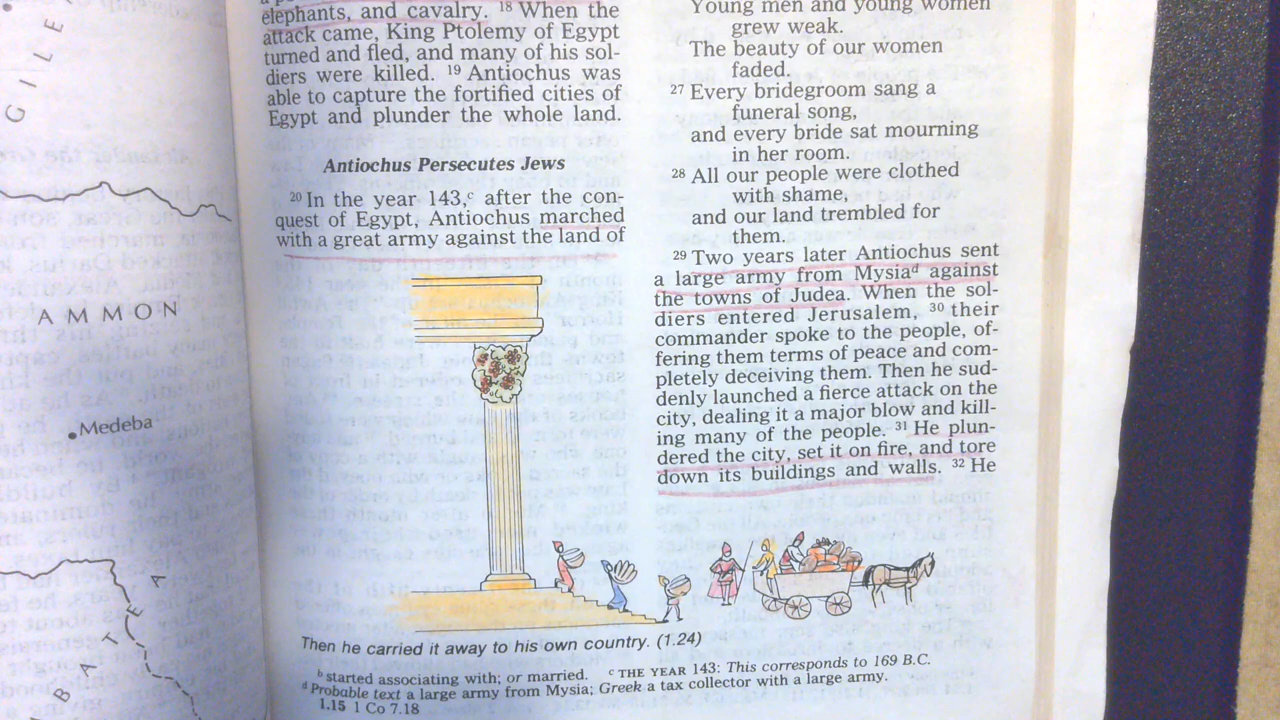 elephants, and cavalry. 18 When the
attack came, King Ptolemy of Egypt
turned and fled, and many of his sol-
diers were killed. 19 Antiochus was
able to capture the fortified cities of
Egypt and plunder the whole land.
Antiochus Persecutes Jews
20 In the year 143,c after the con-
quest of Egypt, Antiochus marched
with a great army against the land of
Young men and young women
grew weak.
The beauty of our women
faded.
27 Every bridegroom sang a
funeral song,
and every bride sat mourning
in her room.
28 All our people were clothed
with shame,
and our land trembled for
them.
29 Two years later Antiochus sent
a large army from Mysiad against
the towns of Judea. When the sol-
diers entered Jerusalem, 30 their
commander spoke to the people, of-
fering them terms of peace and com-
pletely deceiving them. Then he sud-
denly launched a fierce attack on the
city, dealing it a major blow and kill-
ing many of the people. 31 He plun-
dered the city, set it on fire, and tore
down its buildings and walls. 32 He
Then he carried it away to his own country. (1.24)
b started associating with; or married. c THE YEAR 143: This corresponds to 169 B.C.
d Probable text a large army from Mysia; Greek a tax collector with a large army.
1.15 1 Co 7.18
GILE
AMMON
Medeba
BATEA